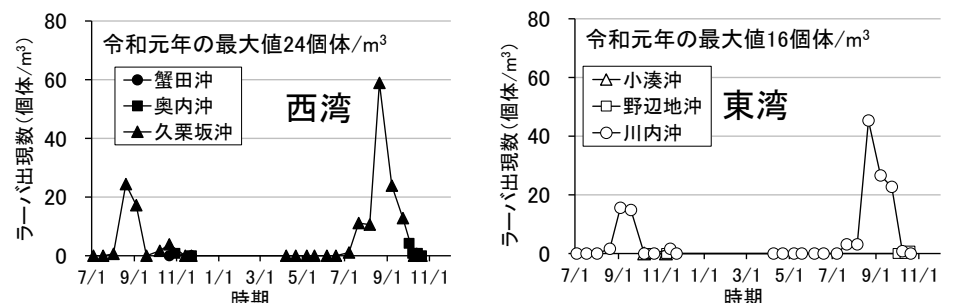 令和元年の最大値24個体/m³
蟹田沖
奥内沖
久栗坂沖
西湾
ラーバ出現数(個体/m³)
80
60
40
20
0
7/1 9/1 11/1 1/1 3/1 5/1 7/1 9/1 11/1
時期
令和元年の最大値16個体/m³
小湊沖
野辺地沖
川内沖
東湾
ラーバ出現数(個体/m³)
80
60
40
20
0
7/1 9/1 11/1 1/1 3/1 5/1 7/1 9/1 11/1
時期